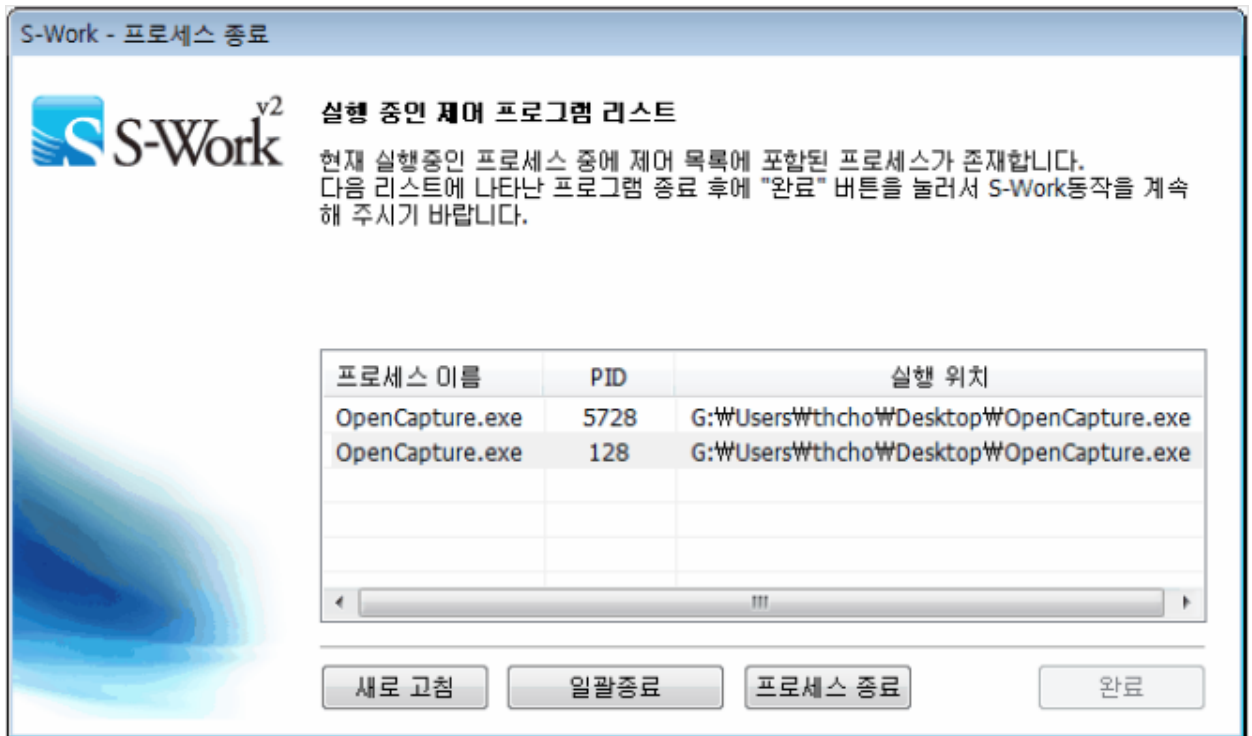 S-Work - 프로세스 종료
S-Work v2
실행 중인 제어 프로그램 리스트
현재 실행중인 프로세스 중에 제어 목록에 포함된 프로세스가 존재합니다.
다음 리스트에 나타난 프로그램 종료 후에 "완료" 버튼을 눌러서 S-Work동작을 계속
해 주시기 바랍니다.
프로세스 이름 PID 실행 위치
OpenCapture.exe 5728 G:₩Users₩thcho₩Desktop₩OpenCapture.exe
OpenCapture.exe 128 G:₩Users₩thcho₩Desktop₩OpenCapture.exe
새로 고침 일괄종료 프로세스 종료 완료